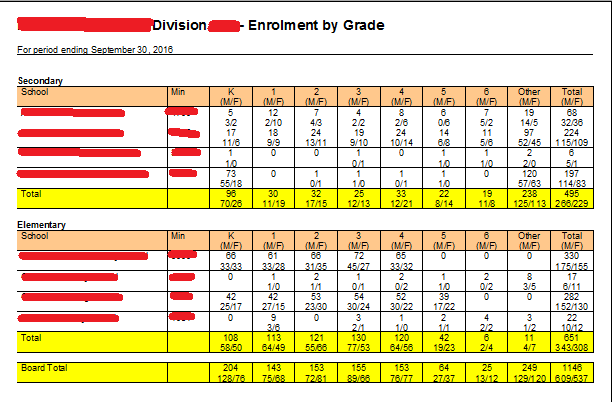 Division - Enrolment by Grade
For period ending September 30, 2016
Secondary
School Min K 1 2 3 4 5 6 Other Total
(M/F) (M/F) (M/F) (M/F) (M/F) (M/F) (M/F) (M/F) (M/F)
5 12 7 4 8 6 7 19 68
3/2 2/10 4/3 2/2 2/6 0/6 5/2 14/5 32/36
17 18 24 19 24 14 11 97 224
11/6 9/9 13/11 9/10 10/14 6/8 5/6 52/45 115/109
1 0 0 1 0 1 1 2 6
1/0 0/1 1/0 1/0 2/0 5/1
73 0 1 1 1 1 0 120 197
55/18 0/1 1/0 0/1 1/0 57/63 114/83
Total 96 30 32 25 33 22 19 238 495
70/26 11/19 17/15 12/13 12/21 8/14 11/8 125/113 266/229
Elementary
School Min K 1 2 3 4 5 6 Other Total
(M/F) (M/F) (M/F) (M/F) (M/F) (M/F) (M/F) (M/F) (M/F)
66 61 66 72 65 0 0 0 330
33/33 33/28 31/35 45/27 33/32 175/155
0 1 2 1 2 1 2 8 17
1/0 1/1 0/1 0/2 1/0 0/2 3/5 6/11
42 42 53 54 52 39 0 0 282
25/17 27/15 23/30 30/24 30/22 17/22 152/130
0 9 0 3 1 2 4 3 22
3/6 2/1 1/0 1/1 2/2 1/2 10/12
Total 108 113 121 130 120 42 6 11 651
58/50 64/49 55/66 77/53 64/56 19/23 2/4 4/7 343/308
Board Total 204 143 153 155 153 64 25 249 1146
128/76 75/68 72/81 89/66 76/77 27/37 13/12 129/120 609/537